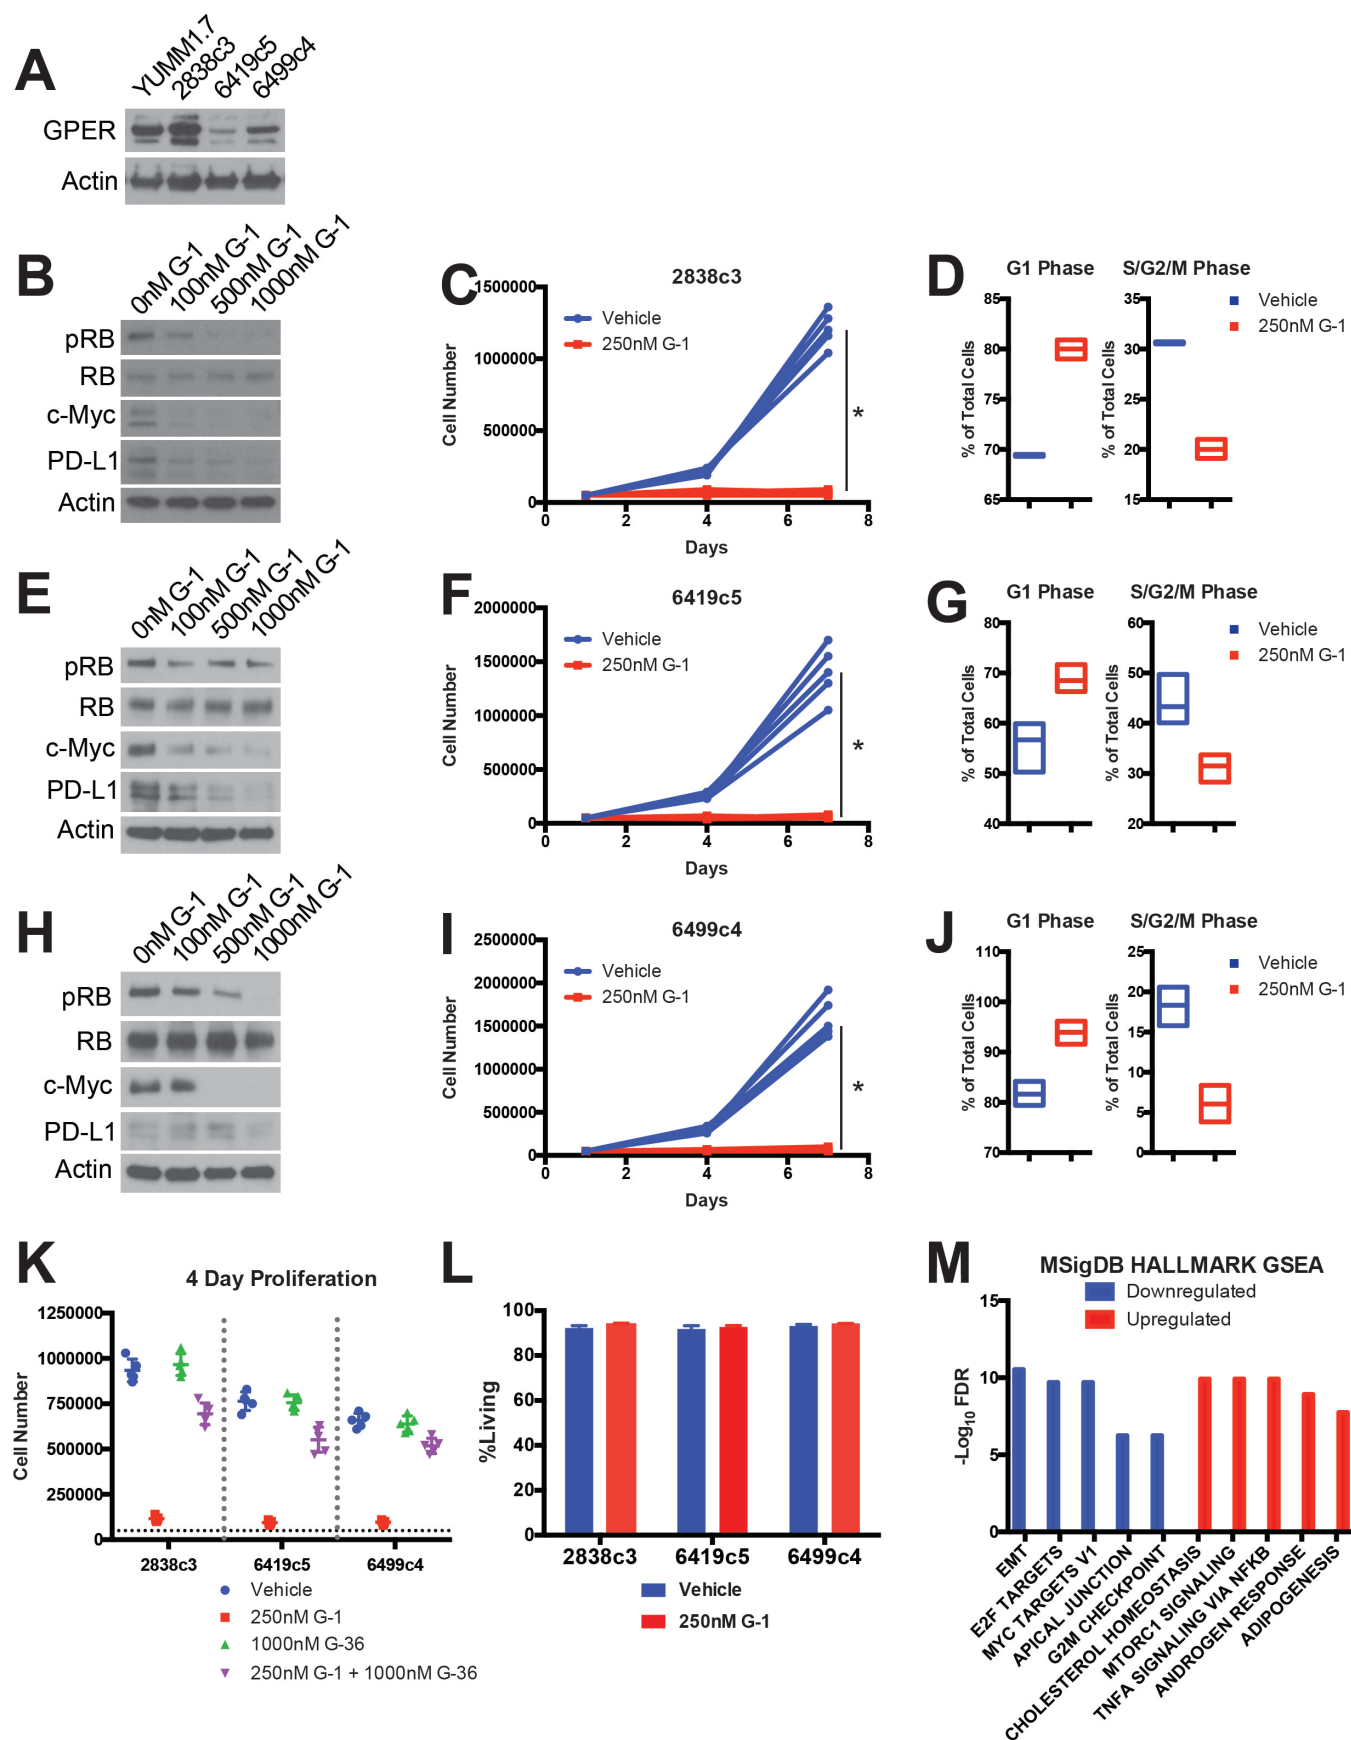 A
YUMM1.7
2838c3
6419c5
6499c4
GPER
Actin
B
0nM G-1
100nM G-1
500nM G-1
1000nM G-1
pRB
RB
c-Myc
PD-L1
Actin
C
2838c3
1500000
1000000
500000
0
Cell Number
Vehicle
250nM G-1
*
0 2 4 6 8
Days
D
G1 Phase
85
80
75
70
65
% of Total Cells
S/G2/M Phase
35
30
25
20
15
% of Total Cells
Vehicle
250nM G-1
E
0nM G-1
100nM G-1
500nM G-1
1000nM G-1
pRB
RB
c-Myc
PD-L1
Actin
F
6419c5
2000000
1500000
1000000
500000
0
Cell Number
Vehicle
250nM G-1
*
0 2 4 6 8
Days
G
G1 Phase
80
70
60
50
40
% of Total Cells
S/G2/M Phase
60
50
40
30
20
% of Total Cells
Vehicle
250nM G-1
H
0nM G-1
100nM G-1
500nM G-1
1000nM G-1
pRB
RB
c-Myc
PD-L1
Actin
I
6499c4
2500000
2000000
1500000
1000000
500000
0
Cell Number
Vehicle
250nM G-1
*
0 2 4 6 8
Days
J
G1 Phase
110
100
90
80
70
% of Total Cells
S/G2/M Phase
25
20
15
10
5
0
% of Total Cells
Vehicle
250nM G-1
K
4 Day Proliferation
1250000
1000000
750000
500000
250000
0
Cell Number
2838c3 6419c5 6499c4
Vehicle
250nM G-1
1000nM G-36
250nM G-1 + 1000nM G-36
L
100
80
60
40
20
0
%Living
2838c3 6419c5 6499c4
Vehicle
250nM G-1
M
MSigDB HALLMARK GSEA
Downregulated
Upregulated
15
10
5
0
-Log10 FDR
EMT
E2F TARGETS
MYC TARGETS V1
APICAL JUNCTION
G2M CHECKPOINT
CHOLESTEROL HOMEOSTASIS
MTORC1 SIGNALING
TNFA SIGNALING VIA NFKB
ANDROGEN RESPONSE
ADIPOGENESIS